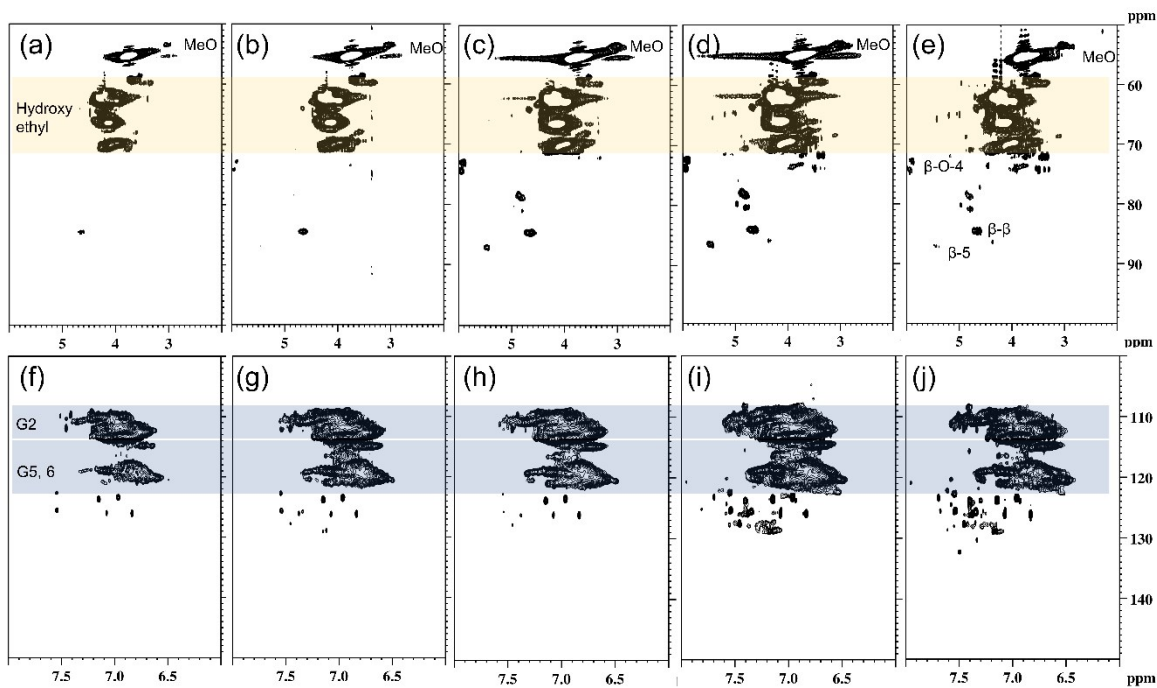 ppm
(a) MeO (b) MeO (c) MeO (d) MeO (e) MeO
60
Hydroxy
ethyl
70
β-O-4
80
β-β
β-5
90
5 4 3 5 4 3 5 4 3 5 4 3 5 4 3 ppm
(f) (g) (h) (i) (j)
G2 110
G5, 6 120
130
140
7.5 7.0 6.5 7.5 7.0 6.5 7.5 7.0 6.5 7.5 7.0 6.5 7.5 7.0 6.5 ppm